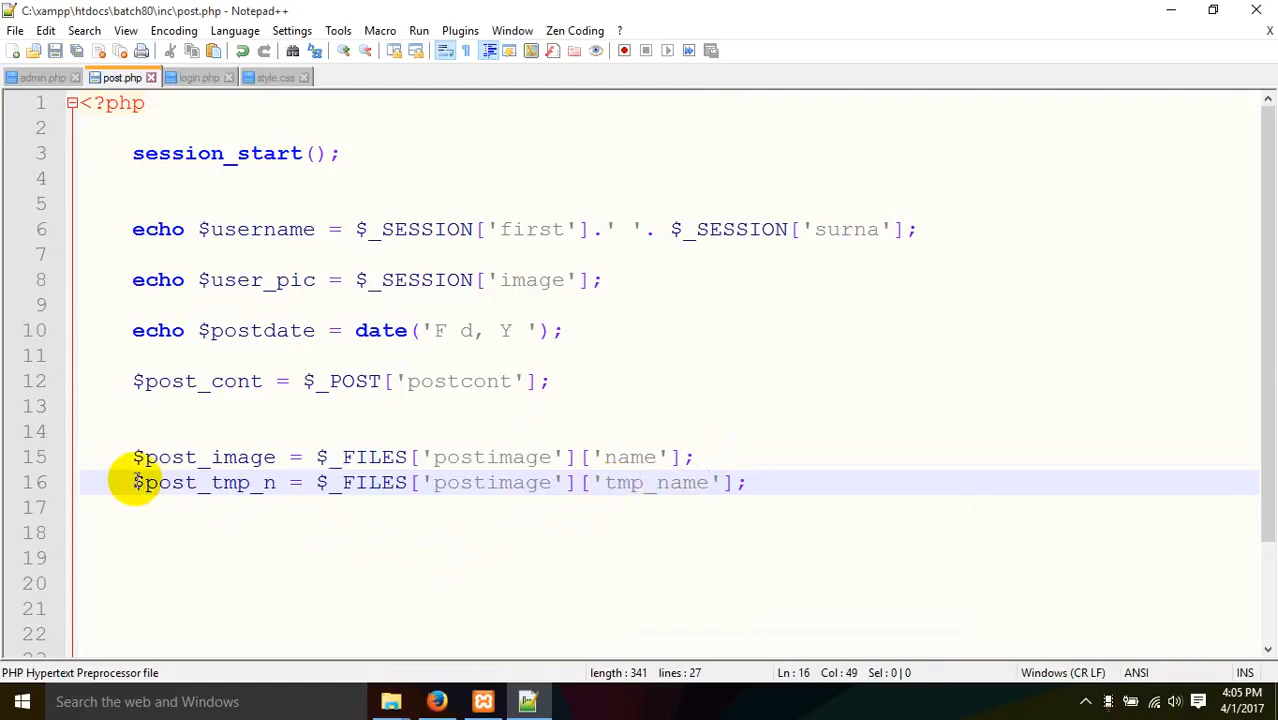 C:\xampp\htdocs\batch80\inc\post.php - Notepad++
File Edit Search View Encoding Language Settings Tools Macro Run Plugins Window Zen Coding ?
admin.php post.php login.php style.css
1 <?php
2
3 session_start();
4
5
6 echo $username = $_SESSION['first'].' '. $_SESSION['surna'];
7
8 echo $user_pic = $_SESSION['image'];
9
10 echo $postdate = date('F d, Y ');
11
12 $post_cont = $_POST['postcont'];
13
14
15 $post_image = $_FILES['postimage']['name'];
16 $post_tmp_n = $_FILES['postimage']['tmp_name'];
17
18
19
20
21
22
PHP Hypertext Preprocessor file length : 341 lines : 27 Ln : 16 Col : 49 Sel : 0 | 0 Windows (CR LF) ANSI INS
Search the web and Windows
4:05 PM
4/1/2017